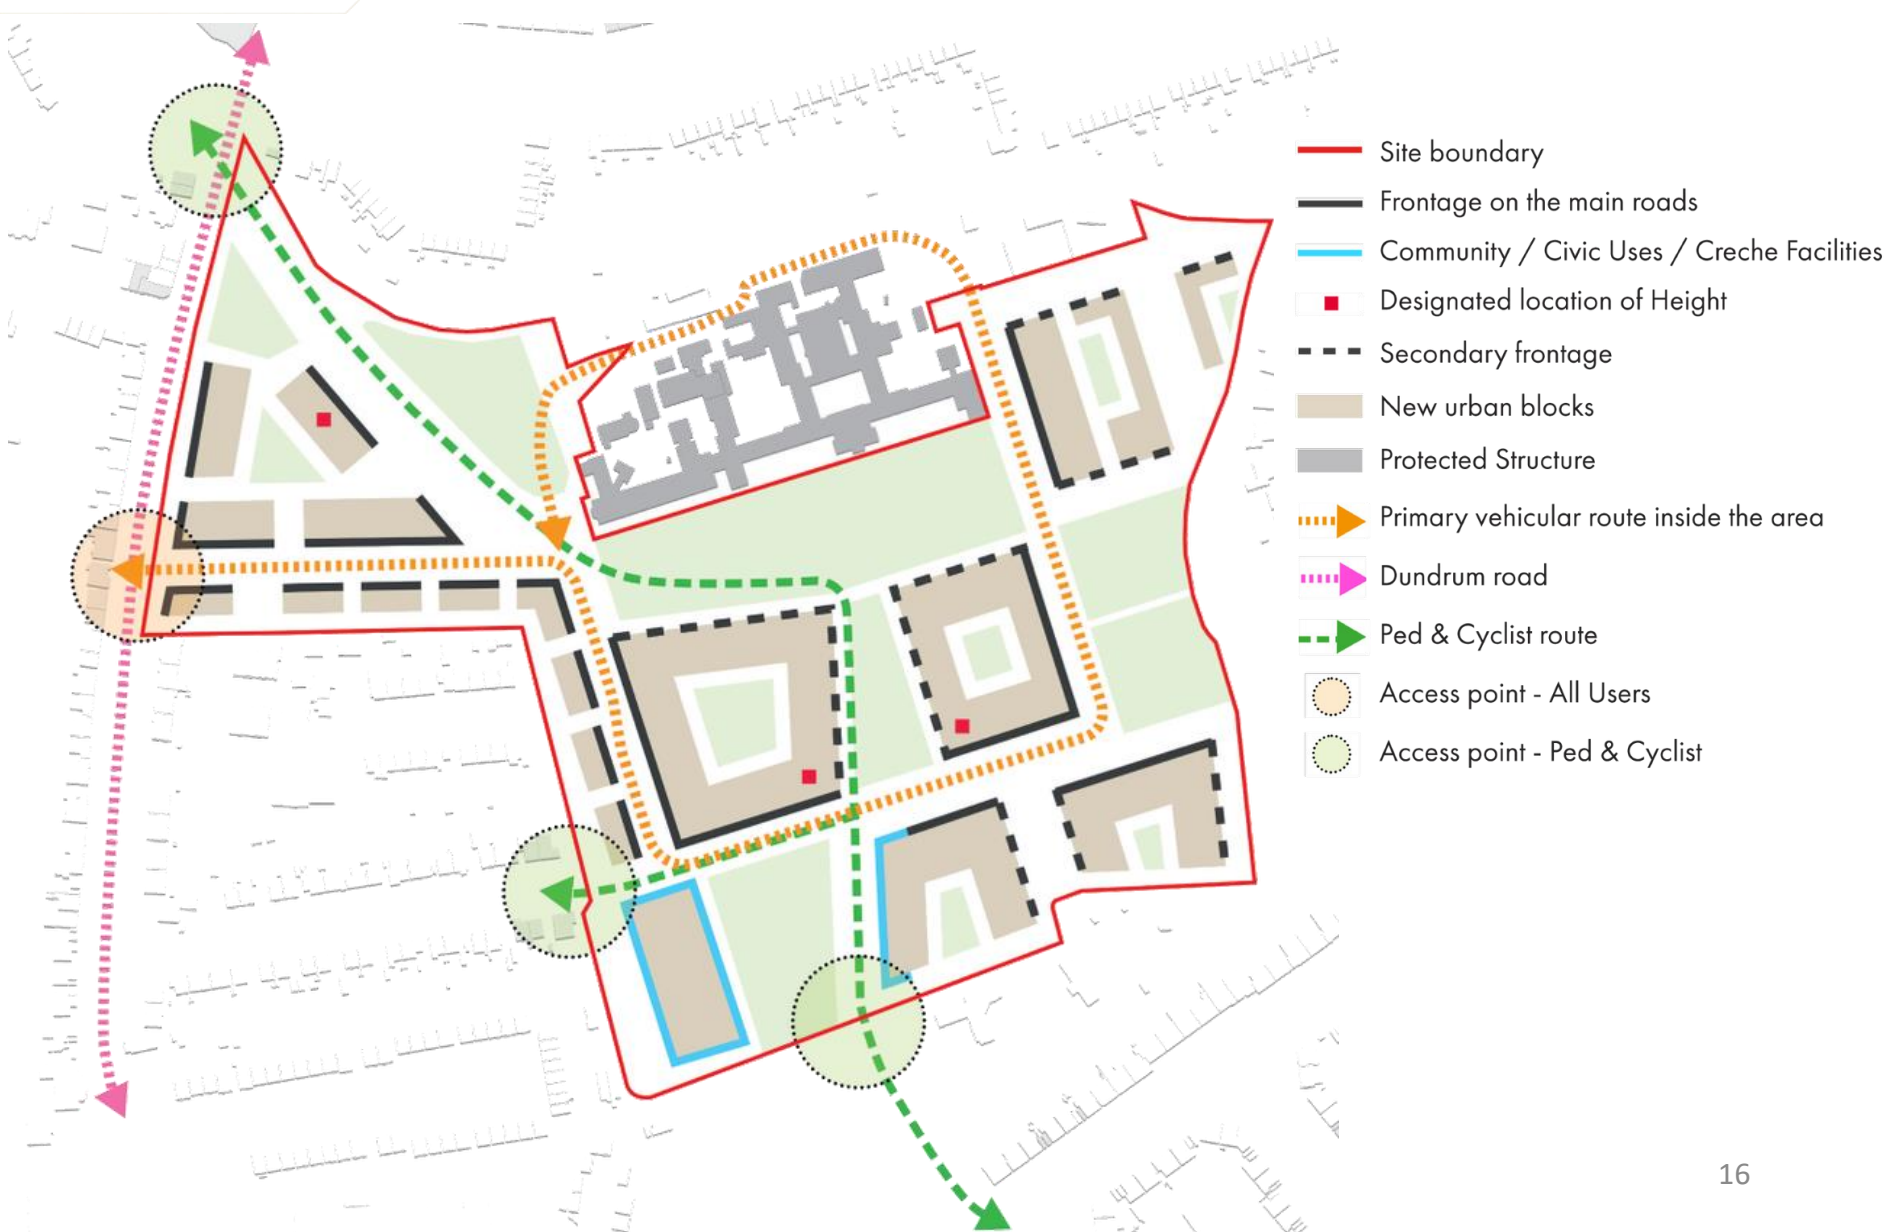 Site boundary
Frontage on the main roads
Community / Civic Uses / Creche Facilities
Designated location of Height
Secondary frontage
New urban blocks
Protected Structure
Primary vehicular route inside the area
Dundrum road
Ped & Cyclist route
Access point - All Users
Access point - Ped & Cyclist
16